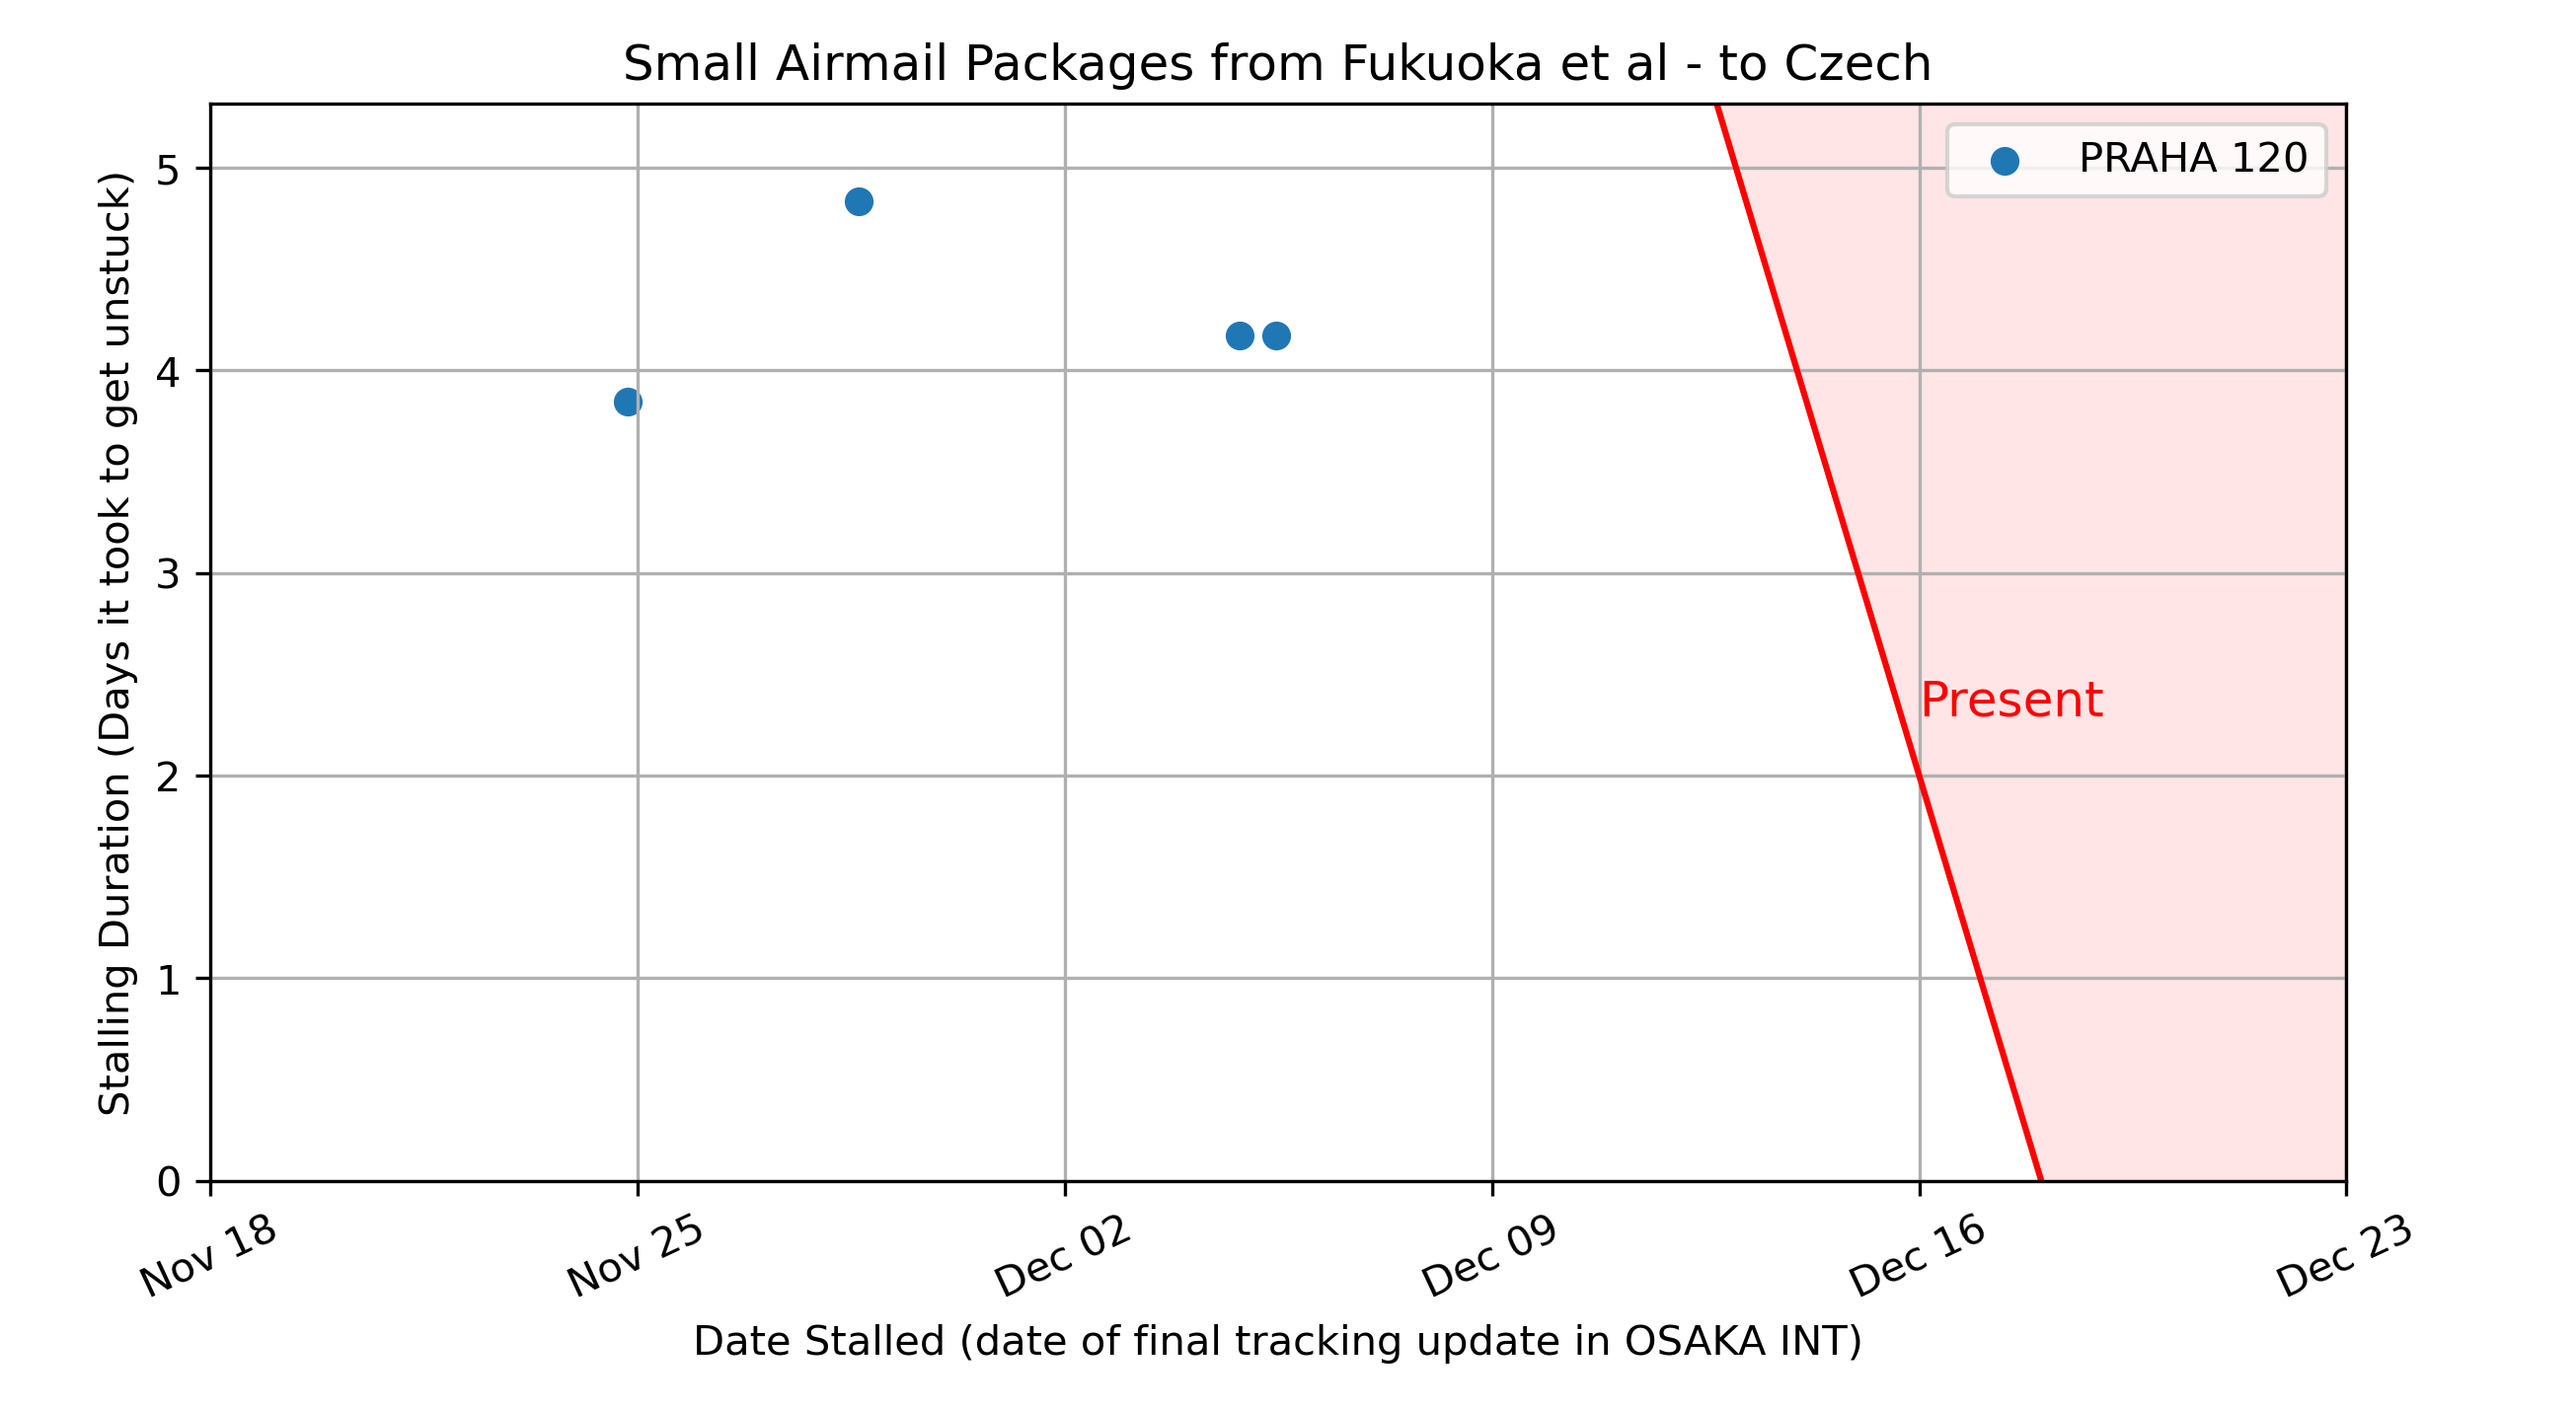 Small Airmail Packages from Fukuoka et al - to Czech
PRAHA 120
Stalling Duration (Days it took to get unstuck)
5
4
3
2
1
0
Present
Nov 18
Nov 25
Dec 02
Dec 09
Dec 16
Dec 23
Date Stalled (date of final tracking update in OSAKA INT)